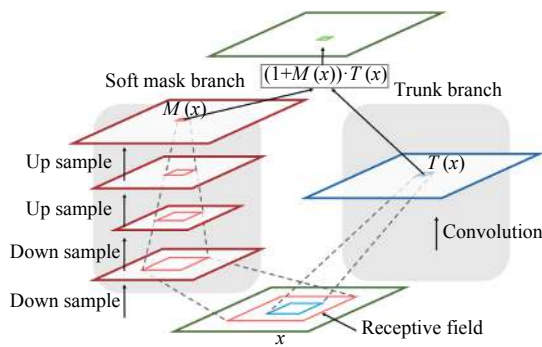 (1+M (x))·T (x)
Soft mask branch
Trunk branch
M (x)
Up sample
T (x)
Up sample
Convolution
Down sample
Down sample
Receptive field
x